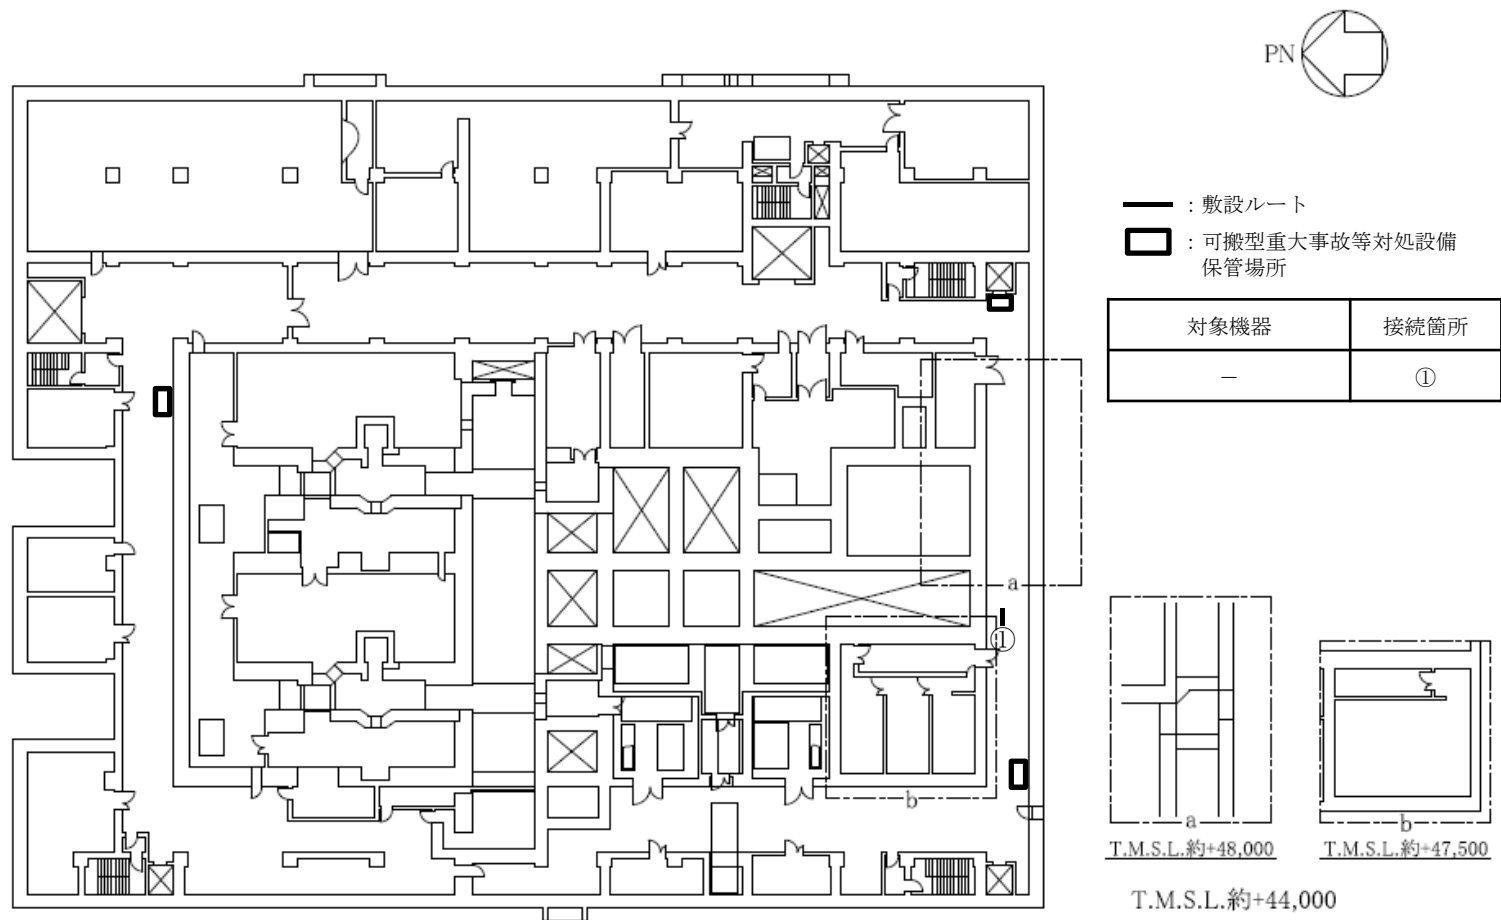 PN
：敷設ルート
：可搬型重大事故等対処設備
保管場所
対象機器 接続箇所
－ ①
a
①
b
a
T.M.S.L.約+48,000
b
T.M.S.L.約+47,500
T.M.S.L.約+44,000